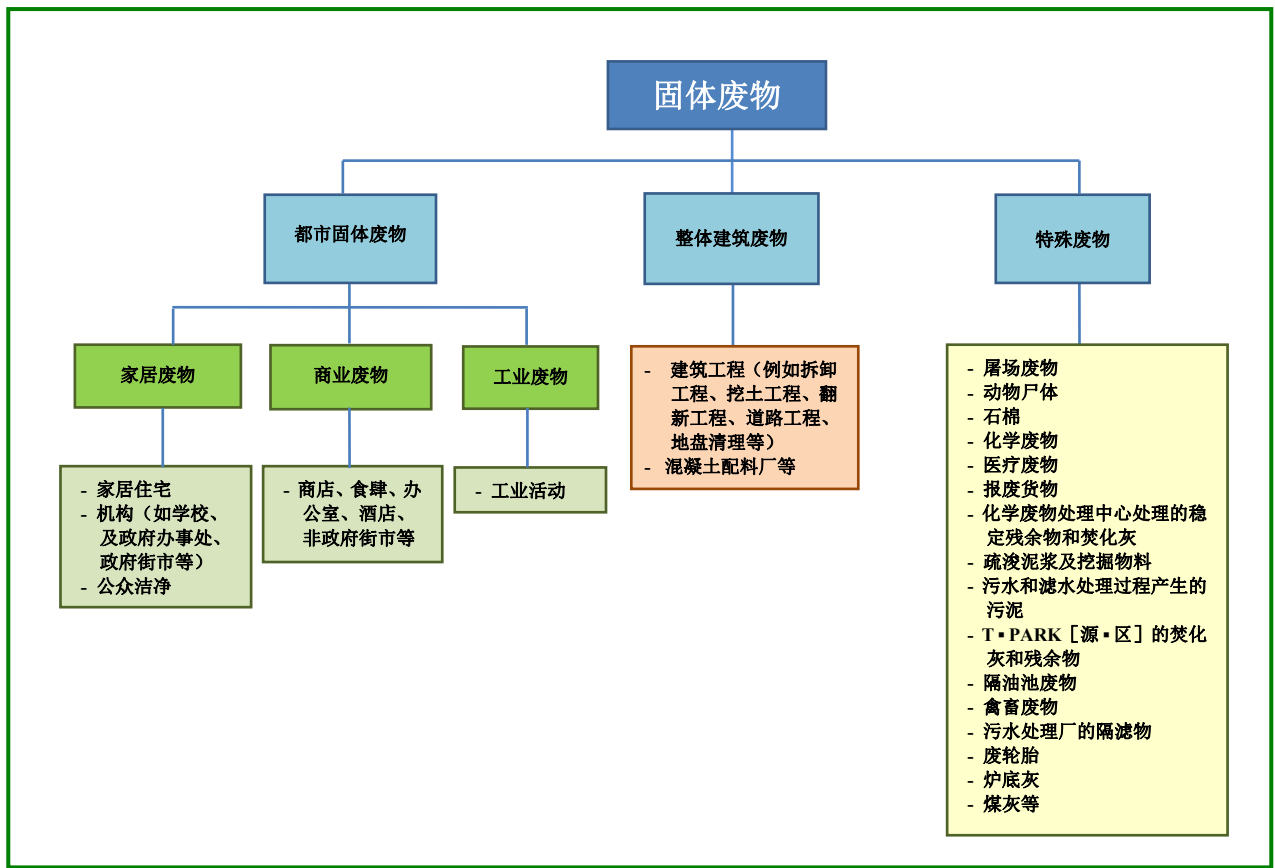 固体废物
都市固体废物
整体建筑废物
特殊废物
家居废物
商业废物
工业废物
- 家居住宅
- 机构（如学校、
及政府办事处、
政府街市等）
- 公众洁净
- 商店、食肆、办
公室、酒店、
非政府街市等
- 工业活动
- 建筑工程（例如拆卸
工程、挖土工程、翻
新工程、道路工程、
地盘清理等）
- 混凝土配料厂等
- 屠场废物
- 动物尸体
- 石棉
- 化学废物
- 医疗废物
- 报废货物
- 化学废物处理中心处理的稳
定残余物和焚化灰
- 疏浚泥浆及挖掘物料
- 污水和滤水处理过程产生的
污泥
- T▪PARK［源▪区］的焚化
灰和残余物
- 隔油池废物
- 禽畜废物
- 污水处理厂的隔滤物
- 废轮胎
- 炉底灰
- 煤灰等